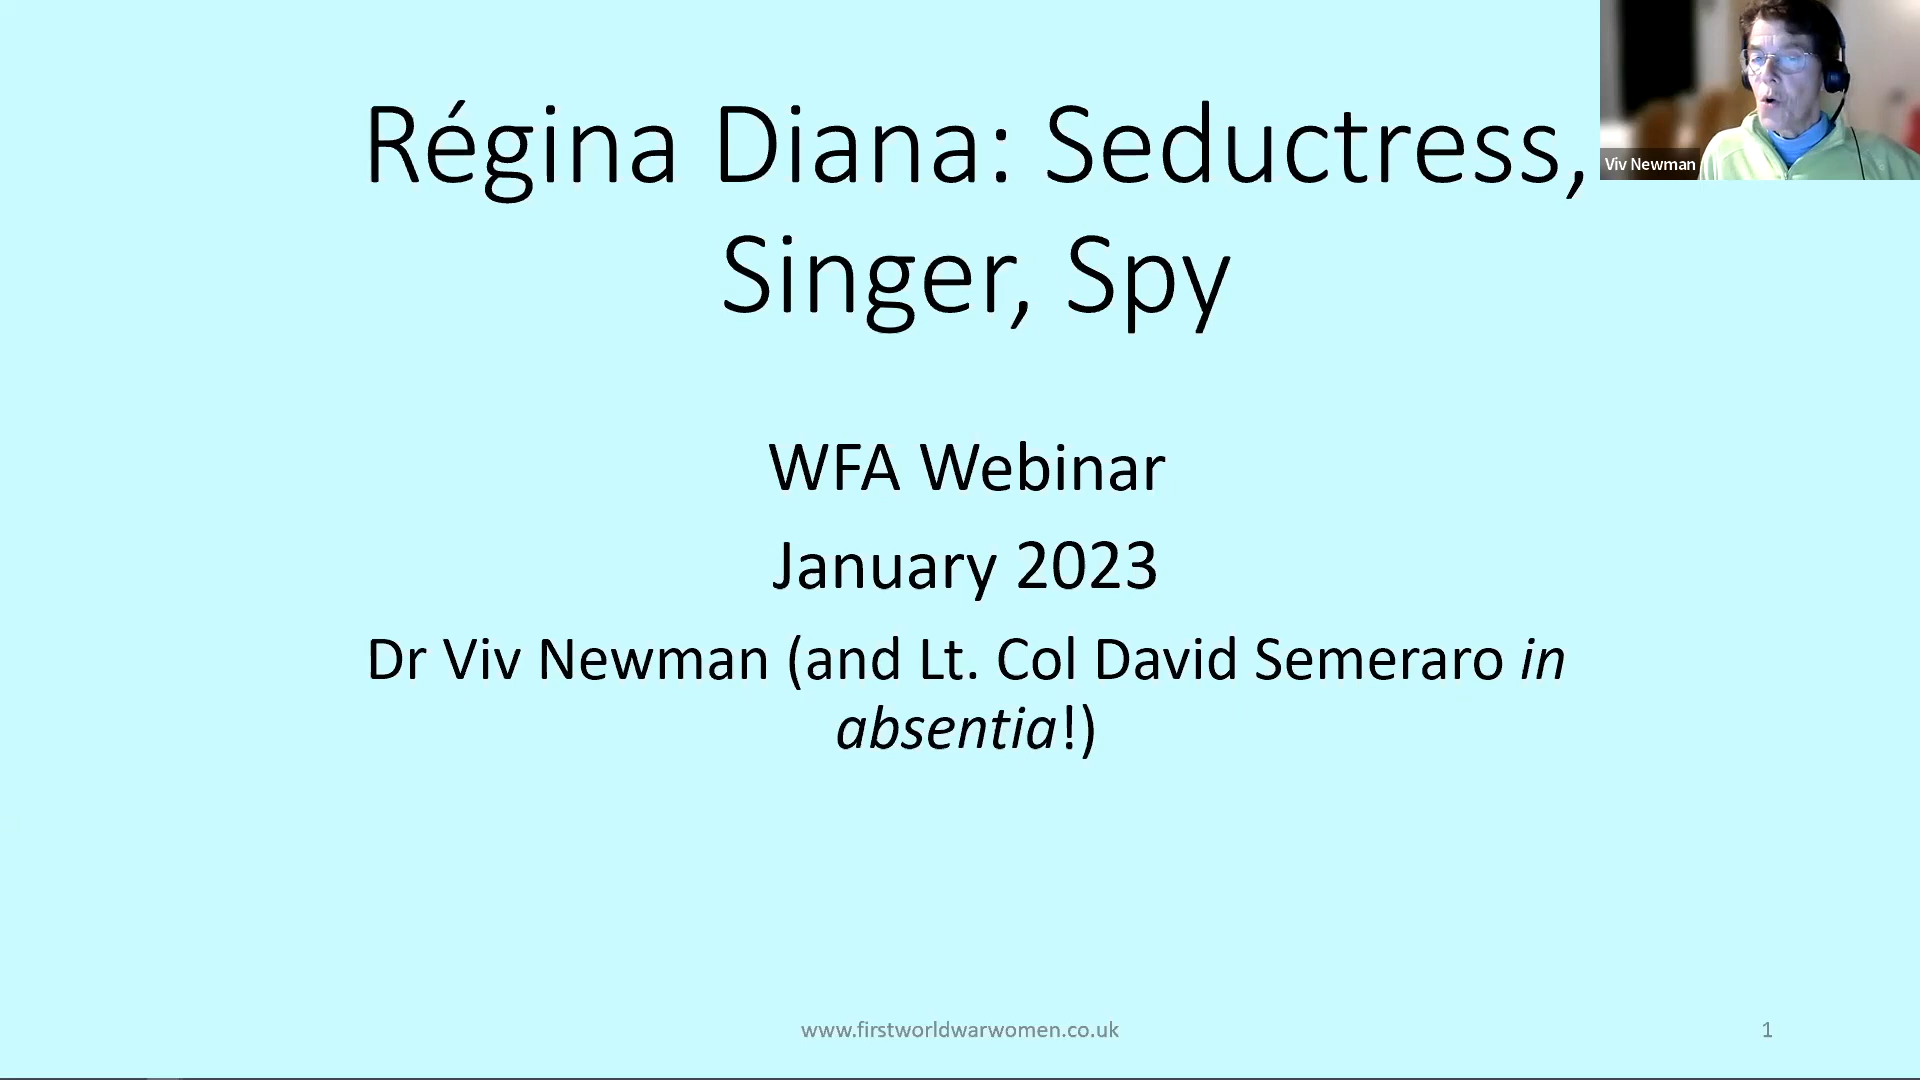 Régina Diana: Seductress,
Singer, Spy
Viv Newman
WFA Webinar
January 2023
Dr Viv Newman (and Lt. Col David Semeraro in
absentia!)
www.firstworldwarwomen.co.uk
1